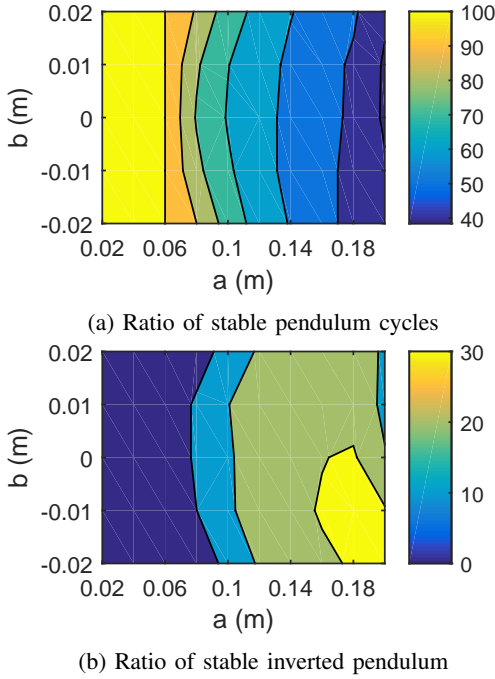 0.02
0.01
0
-0.01
-0.02
b (m)
0.02 0.06 0.1 0.14 0.18
a (m)
100
90
80
70
60
50
40
(a) Ratio of stable pendulum cycles
0.02
0.01
0
-0.01
-0.02
b (m)
0.02 0.06 0.1 0.14 0.18
a (m)
30
20
10
0
(b) Ratio of stable inverted pendulum